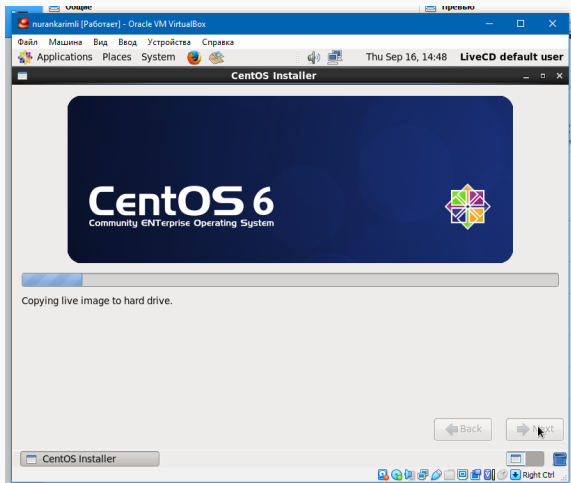 Общие
Превью
nurankarimli [Работает] - Oracle VM VirtualBox
Файл Машина Вид Ввод Устройства Справка
Applications Places System Thu Sep 16, 14:48 LiveCD default user
CentOS Installer
CentOS 6
Community ENTerprise Operating System
Copying live image to hard drive.
Back Next
CentOS Installer
Right Ctrl